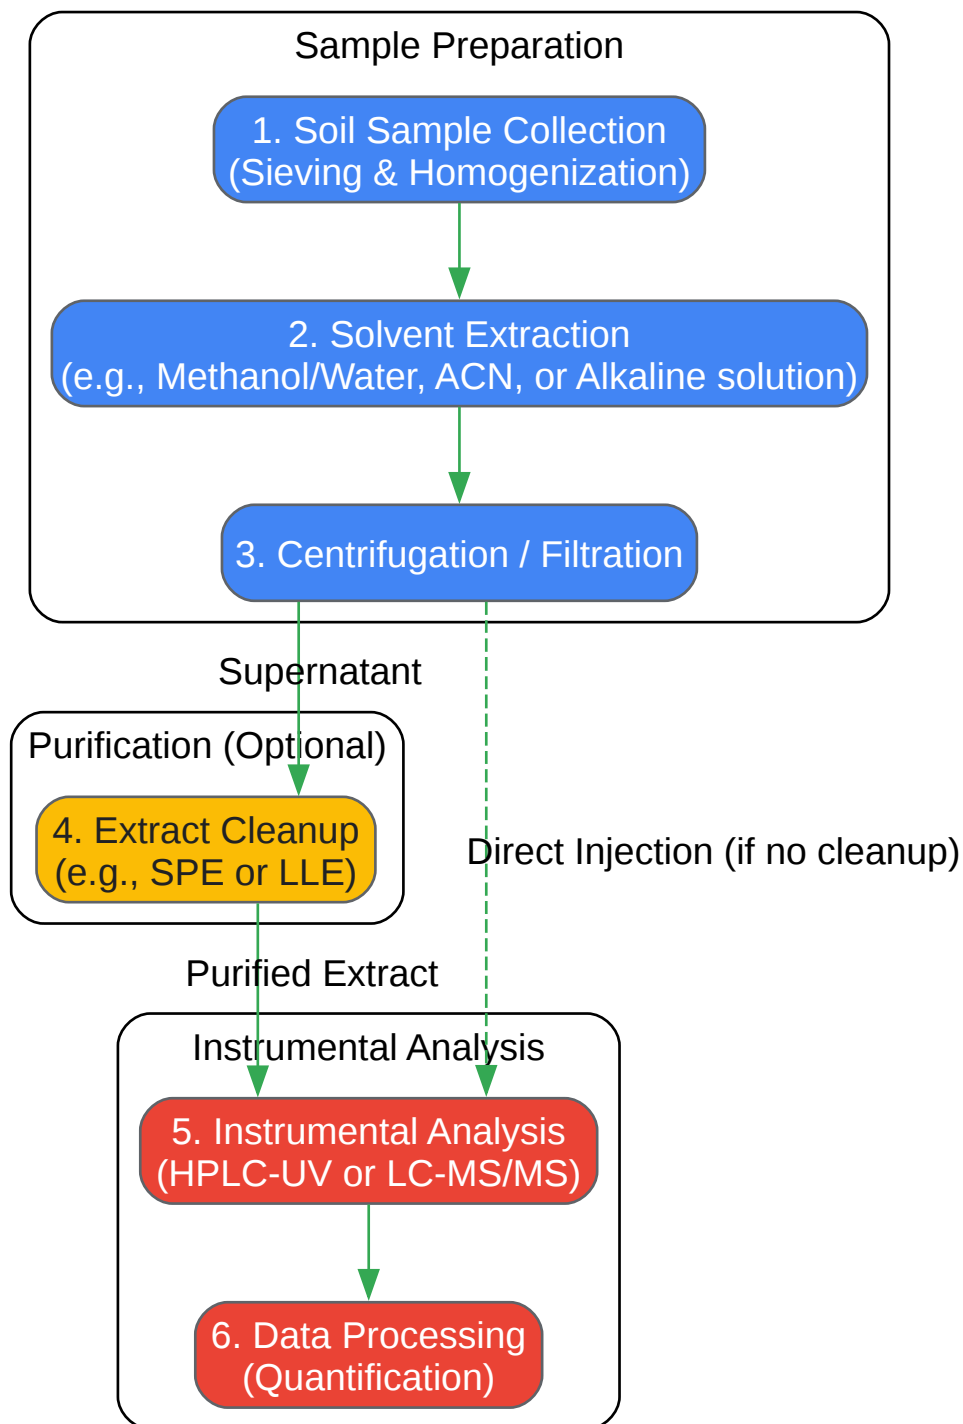 Sample Preparation
1. Soil Sample Collection
(Sieving & Homogenization)
2. Solvent Extraction
(e.g., Methanol/Water, ACN, or Alkaline solution)
3. Centrifugation / Filtration
Supernatant
Purification (Optional)
4. Extract Cleanup
(e.g., SPE or LLE)
Direct Injection (if no cleanup)
Purified Extract
Instrumental Analysis
5. Instrumental Analysis
(HPLC-UV or LC-MS/MS)
6. Data Processing
(Quantification)